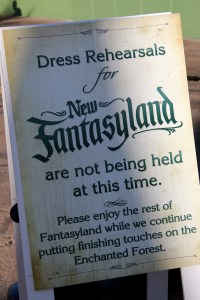 Dress Rehearsals
for
New
Fantasyland
are not being held
at this time.
Please enjoy the rest of
Fantasyland while we continue
putting finishing touches on the
Enchanted Forest.